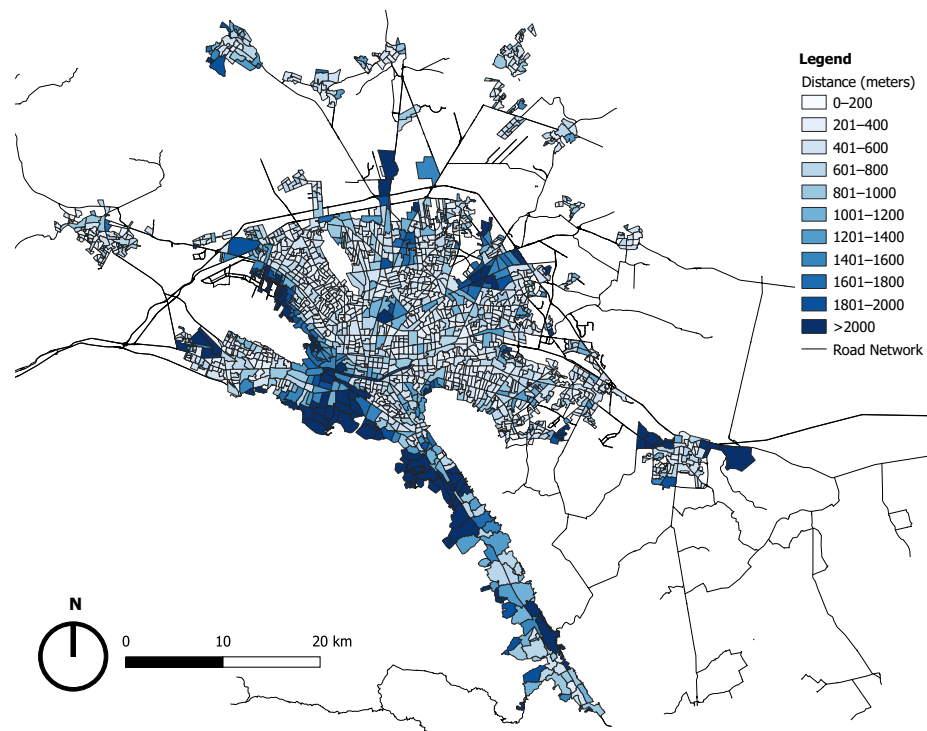 Legend
Distance (meters)
0–200
201–400
401–600
601–800
801–1000
1001–1200
1201–1400
1401–1600
1601–1800
1801–2000
>2000
Road Network
N
0 10 20 km